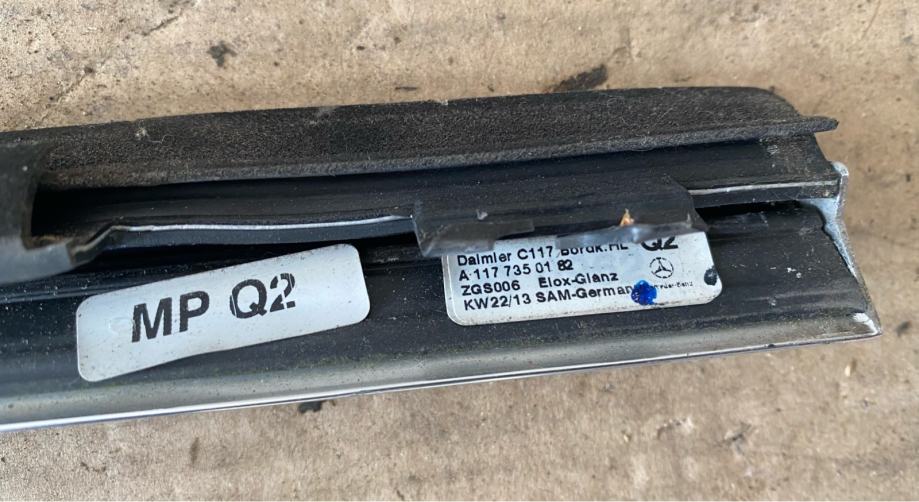 MP Q2
Daimler C117 Bordk.HL Q2
A 117 735 01 82
ZGS006 Elox-Glanz
KW22/13 SAM-German